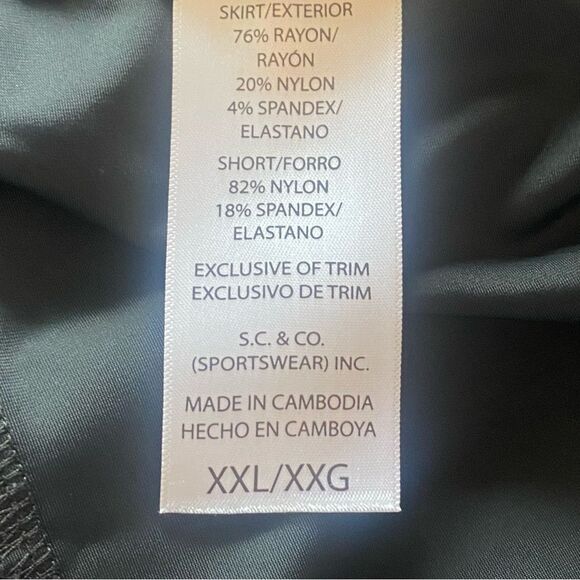 SKIRT/EXTERIOR
76% RAYON/
RAYÓN
20% NYLON
4% SPANDEX/
ELASTANO
SHORT/FORRO
82% NYLON
18% SPANDEX/
ELASTANO
EXCLUSIVE OF TRIM
EXCLUSIVO DE TRIM
S.C. & CO.
(SPORTSWEAR) INC.
MADE IN CAMBODIA
HECHO EN CAMBOYA
XXL/XXG